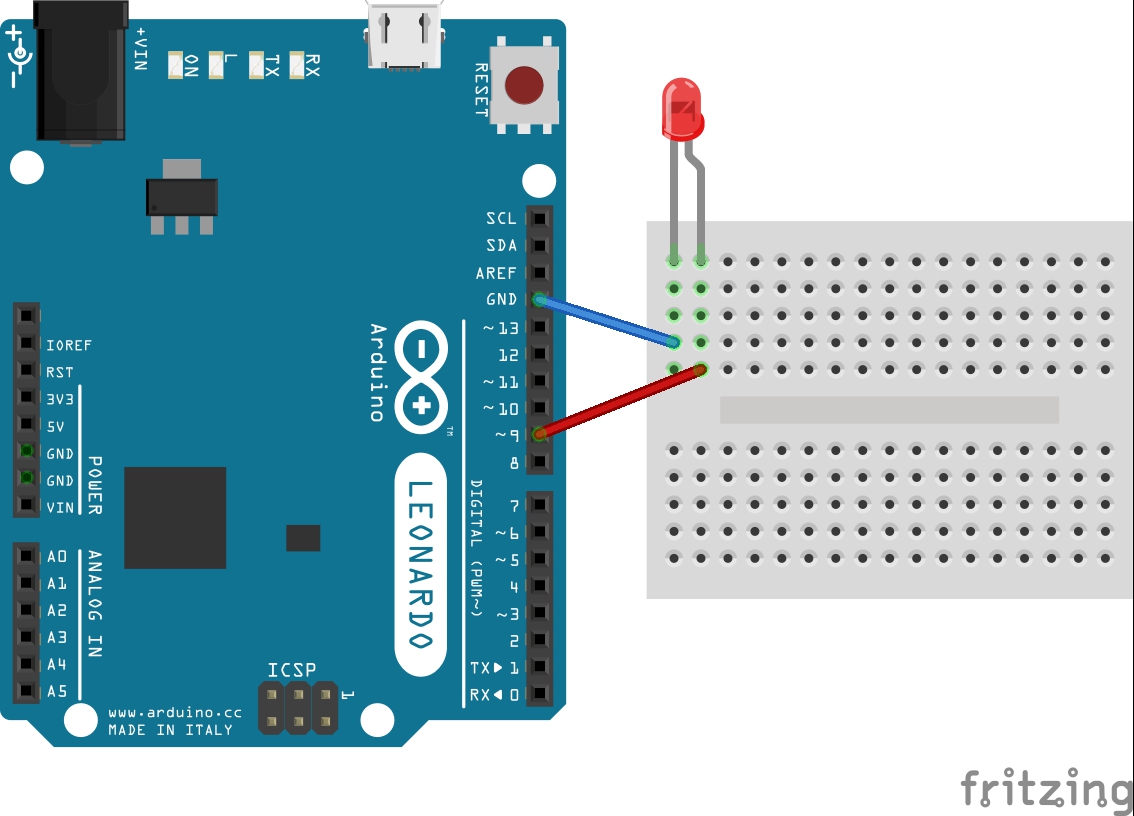 +VIN
ON
L
TX
RX
RESET
SCL
SDA
AREF
GND
~13
12
~11
~10
~9
8
7
~6
~5
4
~3
2
TX▶ 1
RX◀ 0
DIGITAL (PWM~)
IOREF
RST
3V3
5V
GND
GND
VIN
POWER
A0
A1
A2
A3
A4
A5
ANALOG IN
Arduino
TM
LEONARDO
ICSP
1
www.arduino.cc
MADE IN ITALY
fritzing